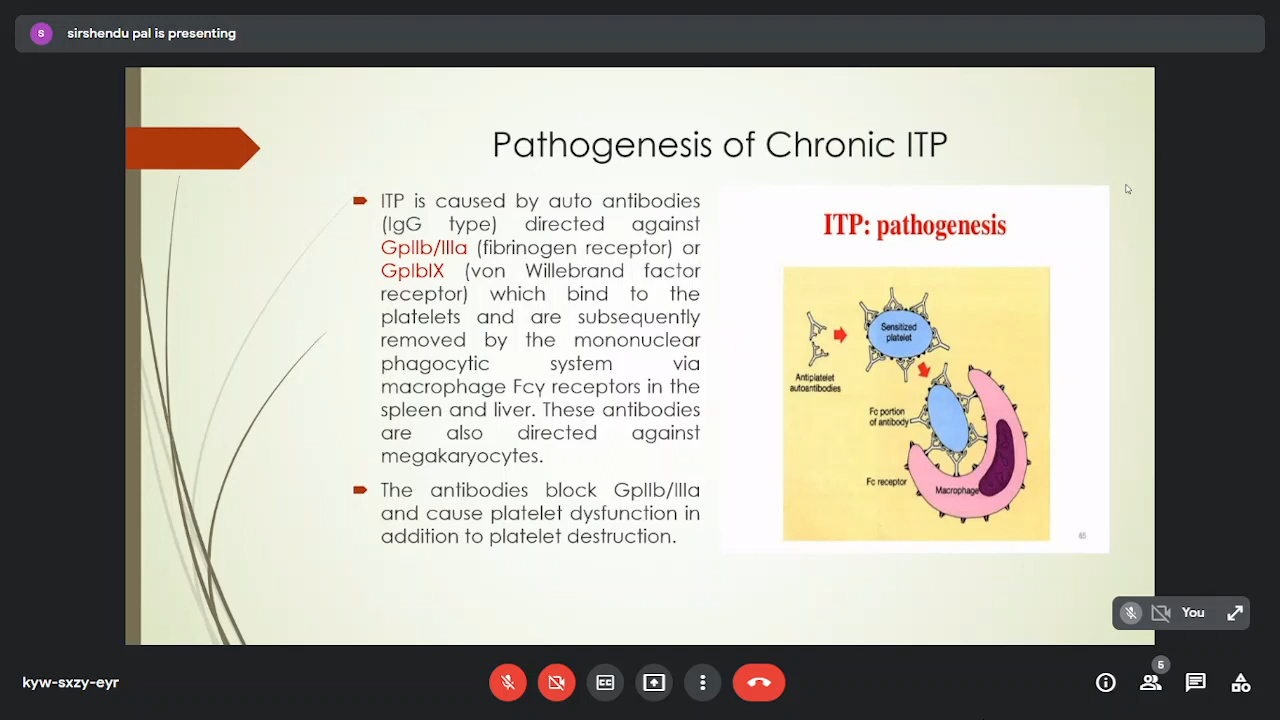 S
sirshendu pal is presenting
Pathogenesis of Chronic ITP
ITP is caused by auto antibodies
(IgG type) directed against
GpIIb/IIIa (fibrinogen receptor) or
GpIbIX (von Willebrand factor
receptor) which bind to the
platelets and are subsequently
removed by the mononuclear
phagocytic system via
macrophage Fcγ receptors in the
spleen and liver. These antibodies
are also directed against
megakaryocytes.
The antibodies block GpIIb/IIIa
and cause platelet dysfunction in
addition to platelet destruction.
ITP: pathogenesis
Sensitized
platelet
Antiplatelet
autoantibodies
Fc portion
of antibody
Fc receptor
Macrophage
65
You
kyw-sxzy-eyr
CC
5